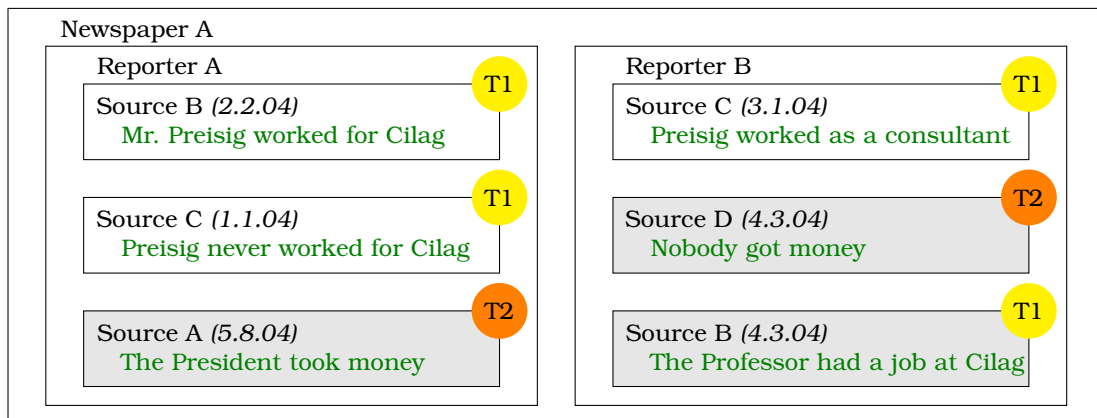 Newspaper A
Reporter A
T1
Source B (2.2.04)
Mr. Preisig worked for Cilag
T1
Source C (1.1.04)
Preisig never worked for Cilag
T2
Source A (5.8.04)
The President took money
Reporter B
T1
Source C (3.1.04)
Preisig worked as a consultant
T2
Source D (4.3.04)
Nobody got money
T1
Source B (4.3.04)
The Professor had a job at Cilag